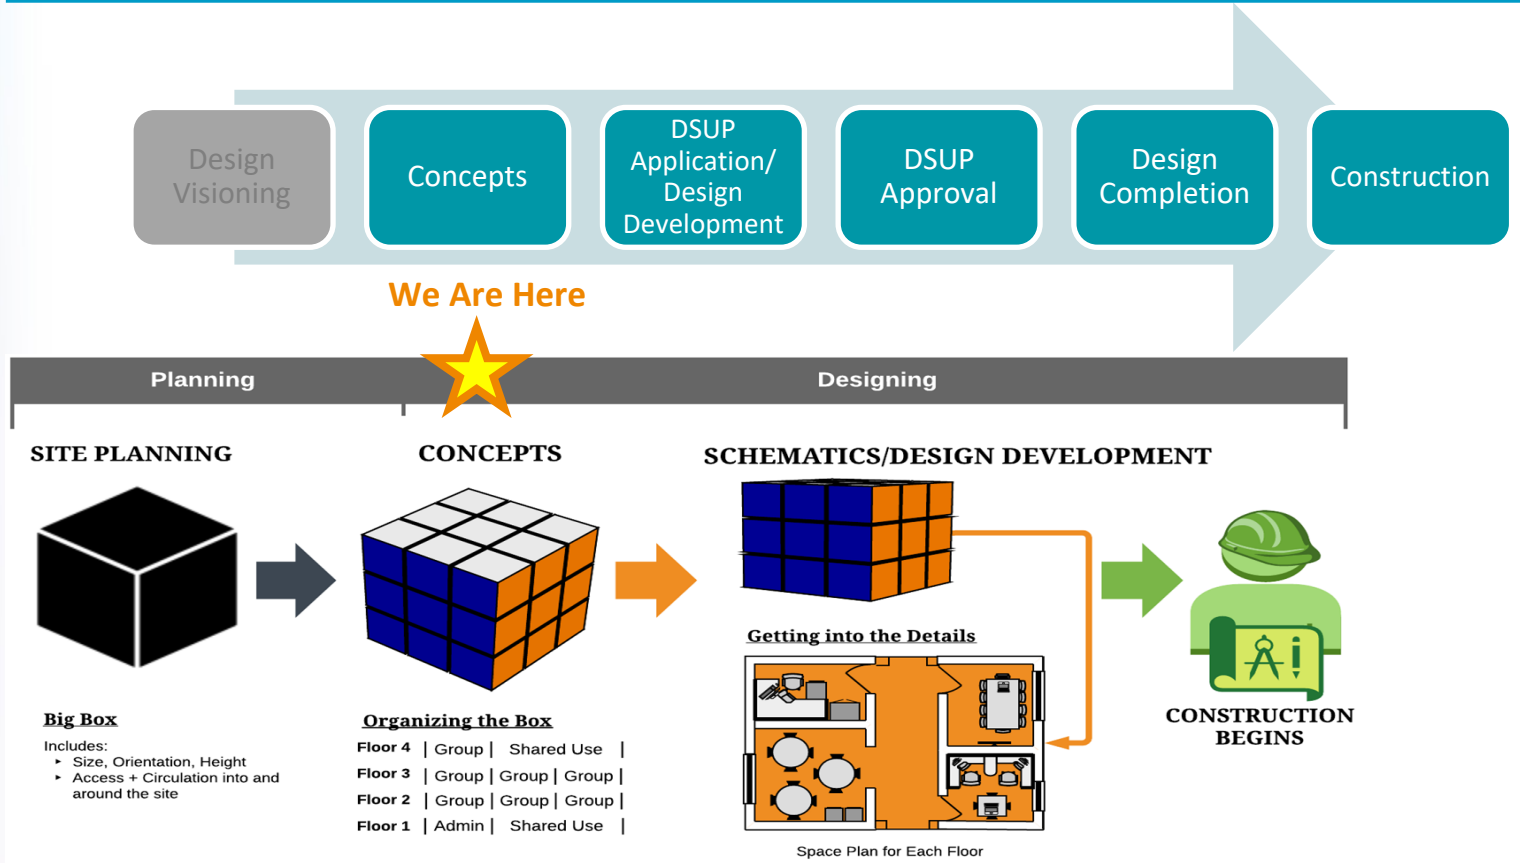 Design
Visioning
Concepts
DSUP
Application/
Design
Development
DSUP
Approval
Design
Completion
Construction
We Are Here
Planning
Designing
SITE PLANNING
CONCEPTS
SCHEMATICS/DESIGN DEVELOPMENT
Big Box
Includes:
‣ Size, Orientation, Height
‣ Access + Circulation into and
around the site
Organizing the Box
Floor 4 | Group | Shared Use |
Floor 3 | Group | Group | Group |
Floor 2 | Group | Group | Group |
Floor 1 | Admin | Shared Use |
Getting into the Details
Space Plan for Each Floor
CONSTRUCTION
BEGINS